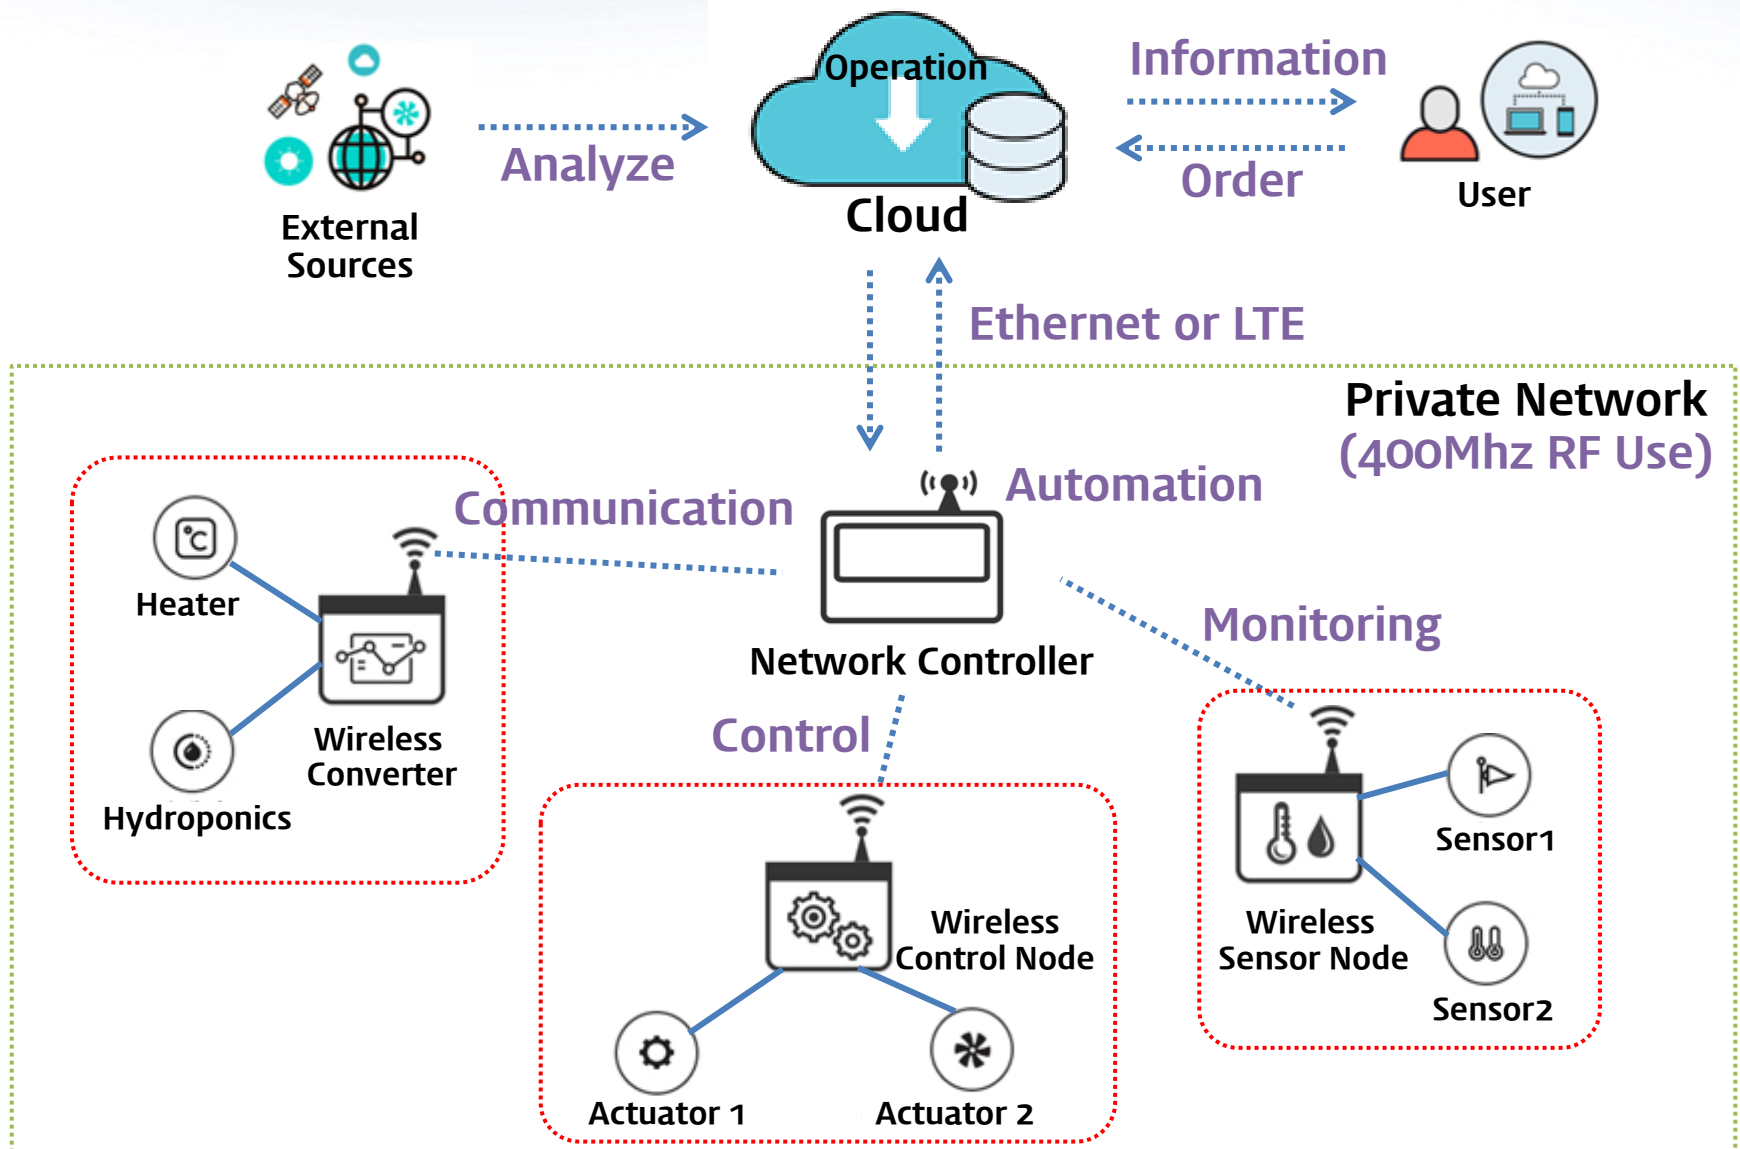 Operation
Information
Analyze
Order
User
Cloud
External
Sources
Ethernet or LTE
Private Network
(400Mhz RF Use)
Automation
Communication
°C
Heater
Network Controller
Monitoring
Control
Wireless
Converter
Hydroponics
Sensor1
Wireless
Control Node
Wireless
Sensor Node
Sensor2
Actuator 1
Actuator 2